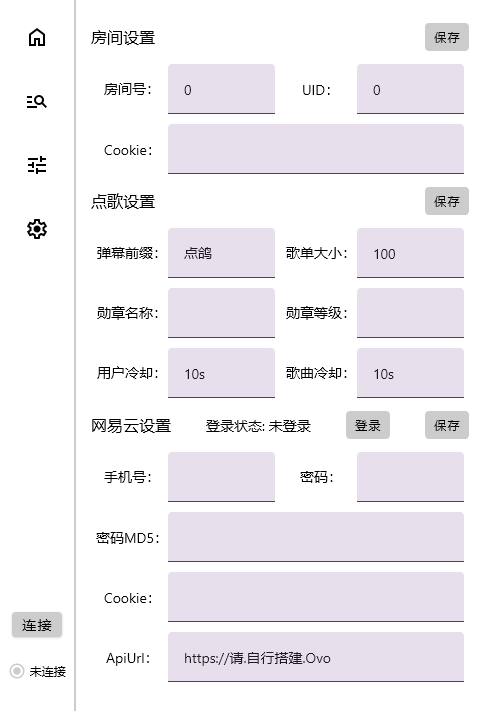 房间设置 保存
房间号： 0 UID： 0
Cookie：
点歌设置 保存
弹幕前缀： 点鸽 歌单大小： 100
勋章名称： 勋章等级：
用户冷却： 10s 歌曲冷却： 10s
网易云设置 登录状态: 未登录 登录 保存
手机号： 密码：
密码MD5：
Cookie：
ApiUrl： https://请.自行搭建.Ovo
连接
未连接